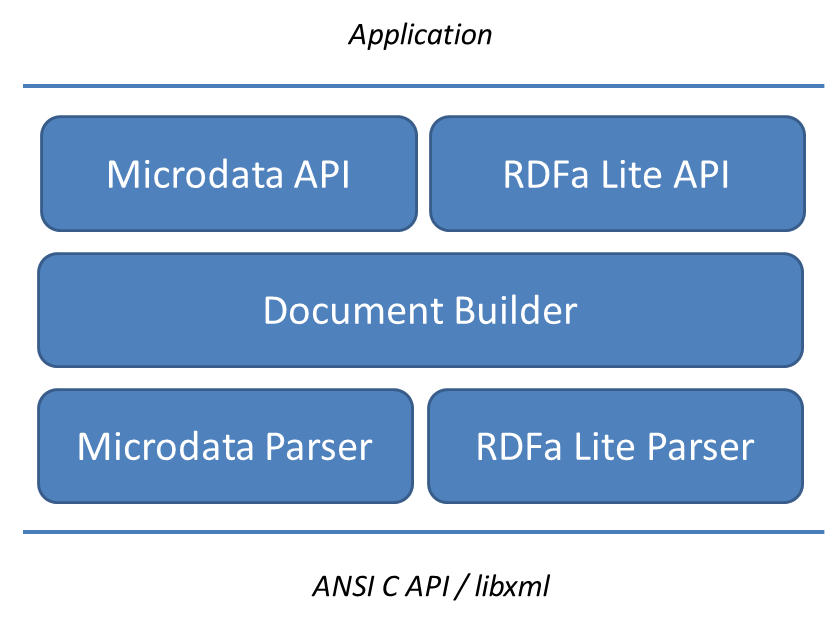 Application
Microdata API
RDFa Lite API
Document Builder
Microdata Parser
RDFa Lite Parser
ANSI C API / libxml